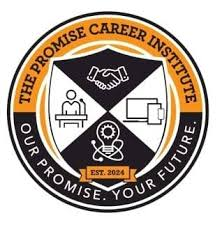 THE PROMISE CAREER INSTITUTE
EST. 2024
OUR PROMISE. YOUR FUTURE.